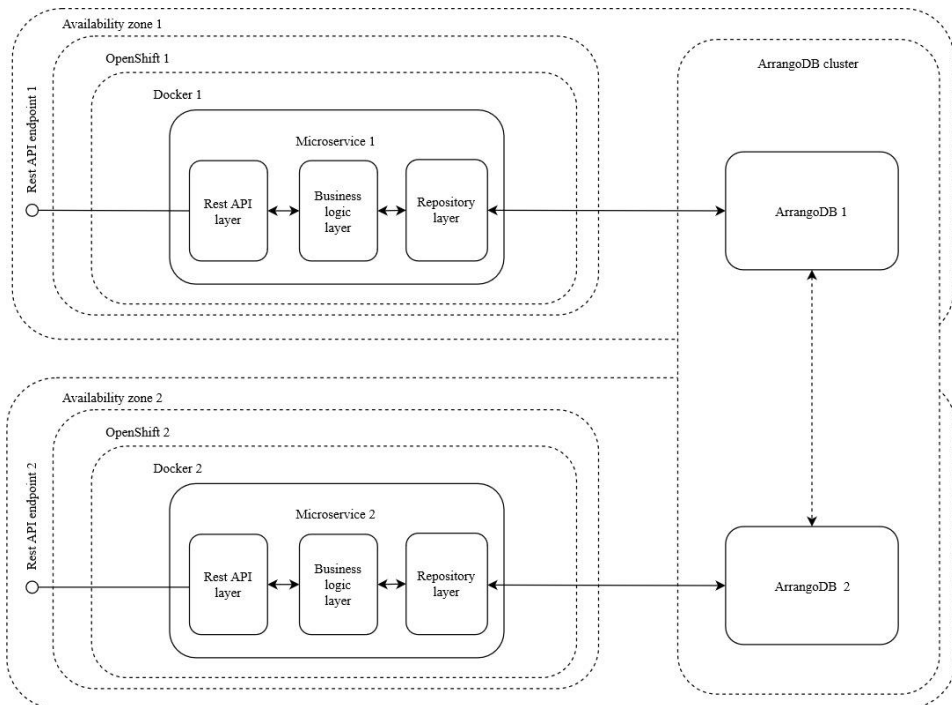 Availability zone 1
OpenShift 1
ArrangoDB cluster
Docker 1
Rest API endpoint 1
Microservice 1
Rest API
layer
Business
logic
layer
Repository
layer
ArrangoDB 1
Availability zone 2
OpenShift 2
Docker 2
Rest API endpoint 2
Microservice 2
Rest API
layer
Business
logic
layer
Repository
layer
ArrangoDB 2